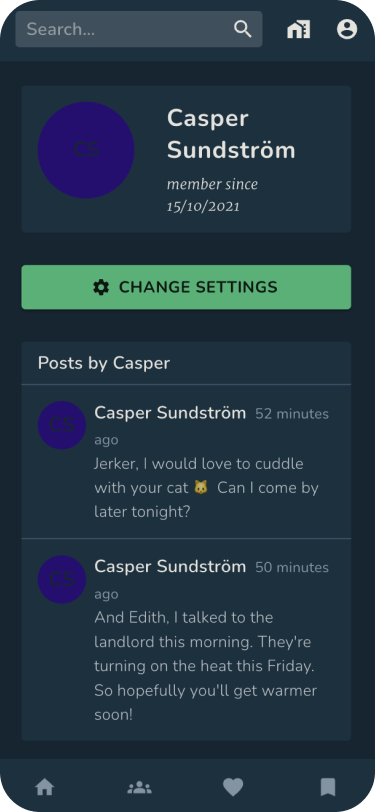 Search...
CS
Casper
Sundström
member since
15/10/2021
CHANGE SETTINGS
Posts by Casper
CS
Casper Sundström 52 minutes
ago
Jerker, I would love to cuddle
with your cat 🐱 Can I come by
later tonight?
CS
Casper Sundström 50 minutes
ago
And Edith, I talked to the
landlord this morning. They're
turning on the heat this Friday.
So hopefully you'll get warmer
soon!